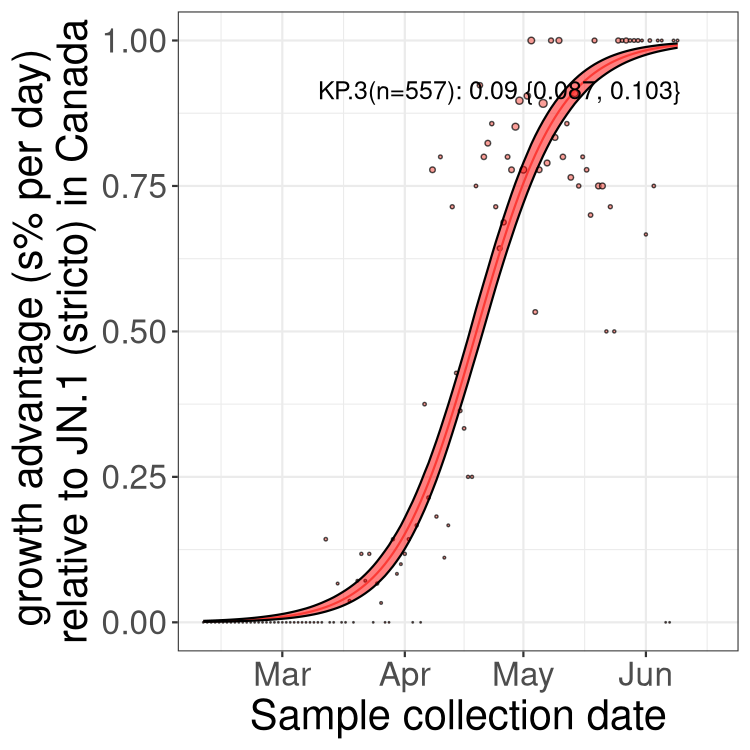 growth advantage (s% per day)
relative to JN.1 (stricto) in Canada
1.00
0.75
0.50
0.25
0.00
KP.3(n=557): 0.09 {0.087, 0.103}
Mar Apr May Jun
Sample collection date